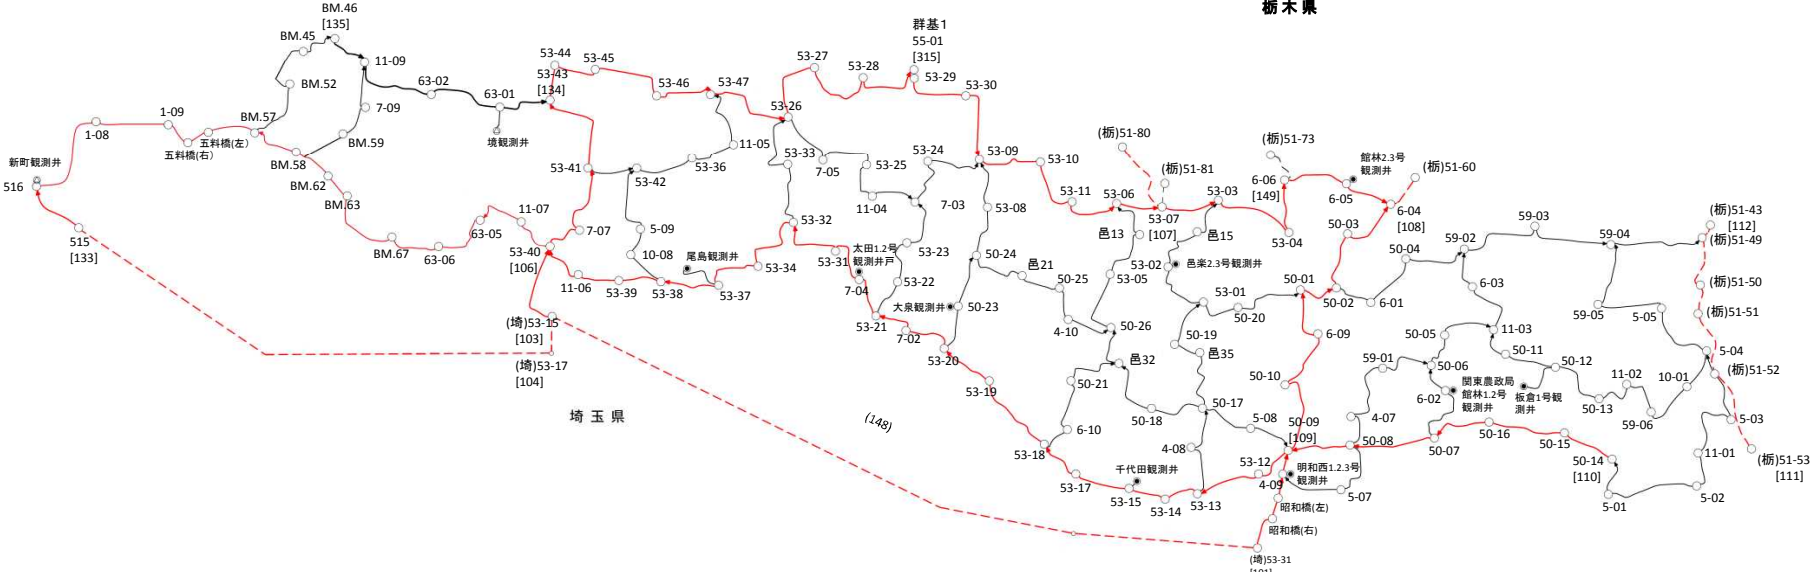 栃木県
BM.46
[135]
BM.45
11-09
BM.52
63-02
63-01
7-09
BM.57
1-09
1-08
五料橋(右)
五料橋(左)
BM.59
BM.58
境観測井
新町観測井
516
BM.62
BM.63
515
[133]
BM.67
63-06
63-05
11-07
53-40
[106]
7-07
53-41
53-44
53-43
[134]
53-45
53-46
53-47
11-05
53-36
53-42
5-09
10-08
尾島観測井
11-06
53-39
53-38
53-37
53-34
(埼)53-15
[103]
(埼)53-17
[104]
埼玉県
(148)
53-26
53-27
53-28
群基1
55-01
[315]
53-29
53-30
53-33
7-05
53-25
53-24
11-04
7-03
53-32
53-31
太田1.2号
観測井戸
7-04
53-23
53-22
53-21
7-02
大泉観測井
53-20
50-23
50-24
53-08
53-09
53-10
53-11
53-06
邑13
邑21
50-25
4-10
53-05
50-26
邑32
50-21
6-10
53-19
53-18
53-17
千代田観測井
53-15
53-14
53-13
4-08
50-18
50-17
邑35
50-19
53-01
53-02
邑楽2.3号観測井
邑15
(栃)51-80
(栃)51-81
53-07
[107]
53-03
53-04
(栃)51-73
6-06
[149]
館林2.3号
観測井
6-05
(栃)51-60
6-04
[108]
50-03
50-01
50-02
50-20
6-01
50-04
59-02
59-03
59-04
6-03
6-09
50-10
5-08
50-09
[109]
53-12
4-09
明和西1.2.3号
観測井
昭和橋(左)
昭和橋(右)
(埼)53-31
5-07
50-08
4-07
59-01
50-05
50-06
11-03
50-11
50-12
関東農政局
館林1.2号
観測井
板倉1号観
測井
6-02
50-07
50-16
50-15
50-14
[110]
50-13
11-02
59-06
10-01
59-05
5-05
5-04
5-03
11-01
5-02
5-01
(栃)51-43
[112]
(栃)51-49
(栃)51-50
(栃)51-51
(栃)51-52
(栃)51-53
[111]